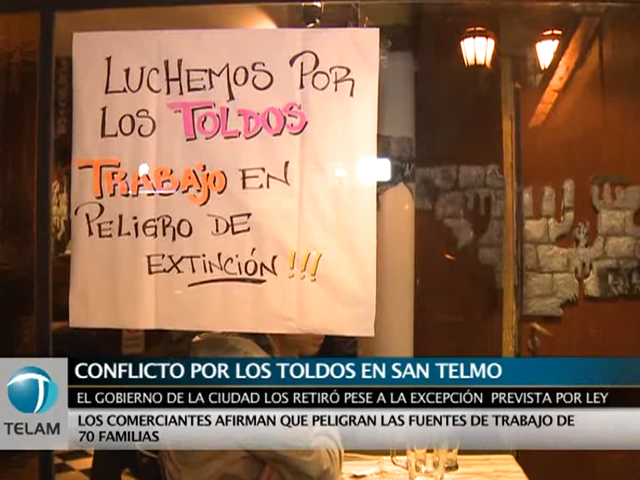 LUCHEMOS POR
LOS TOLDOS
TRABAJO EN
PELIGRO DE
EXTINCIÓN !!!
CONFLICTO POR LOS TOLDOS EN SAN TELMO
EL GOBIERNO DE LA CIUDAD LOS RETIRÓ PESE A LA EXCEPCIÓN PREVISTA POR LEY
LOS COMERCIANTES AFIRMAN QUE PELIGRAN LAS FUENTES DE TRABAJO DE
70 FAMILIAS
TELAM